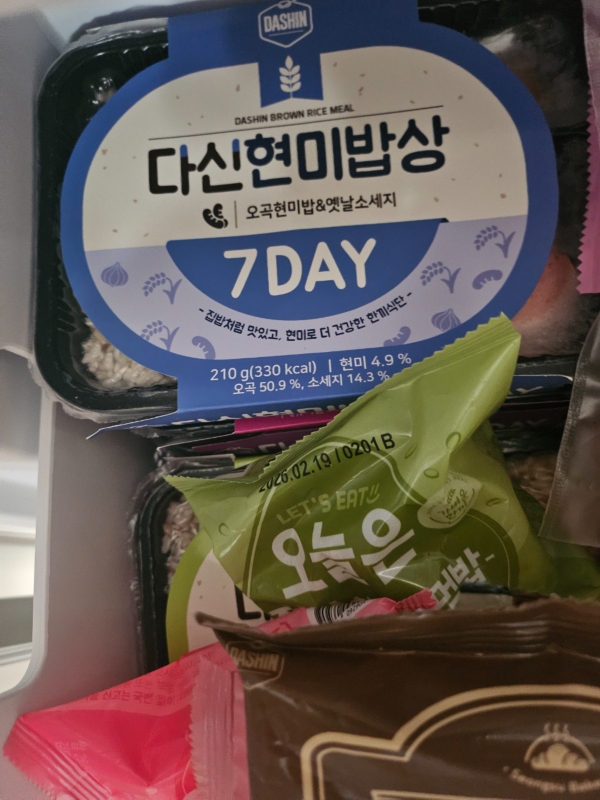 DASHIN
DASHIN BROWN RICE MEAL
다신현미밥상
오곡현미밥&옛날소세지
7DAY
- 집밥처럼 맛있고, 현미로 더 건강한 한끼식단 -
210 g(330 kcal) | 현미 4.9 %
오곡 50.9 %, 소세지 14.3 %
2026.02.19 | 0201 B
LET'S EAT
오늘은
DASHIN